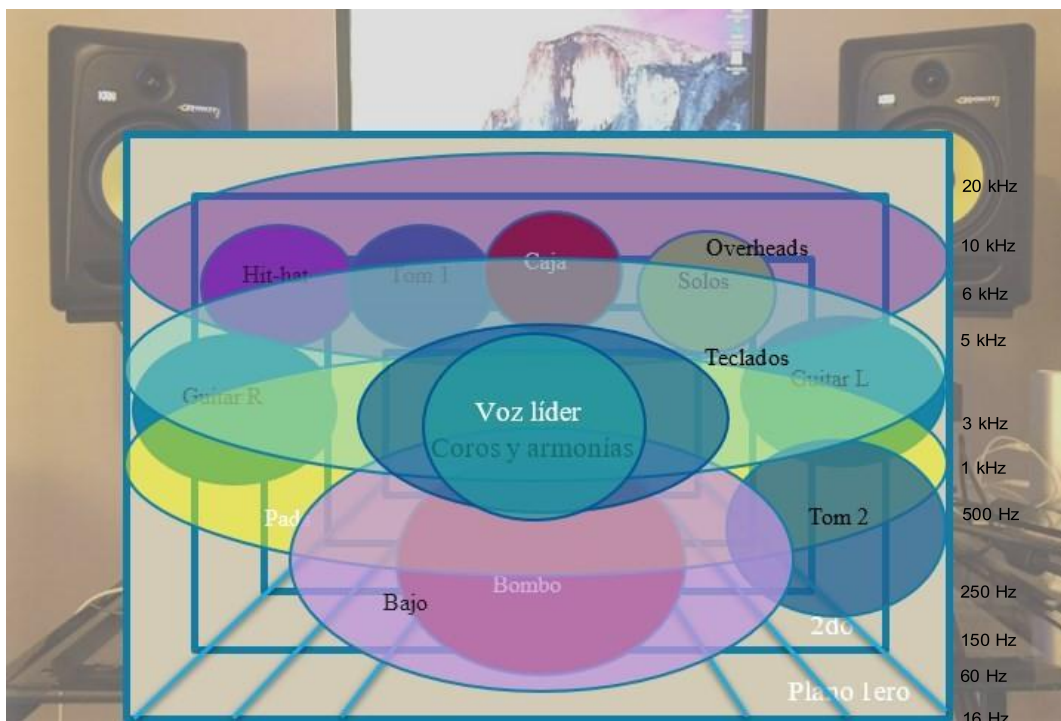 20 kHz
Overheads
10 kHz
Hit-hat
Tom 1
Caja
Solos
6 kHz
5 kHz
Teclados
Guitar R
Guitar L
Voz líder
3 kHz
Coros y armonías
1 kHz
Pad
Tom 2
500 Hz
Bombo
250 Hz
Bajo
2do
150 Hz
60 Hz
Plano 1ero
16 Hz